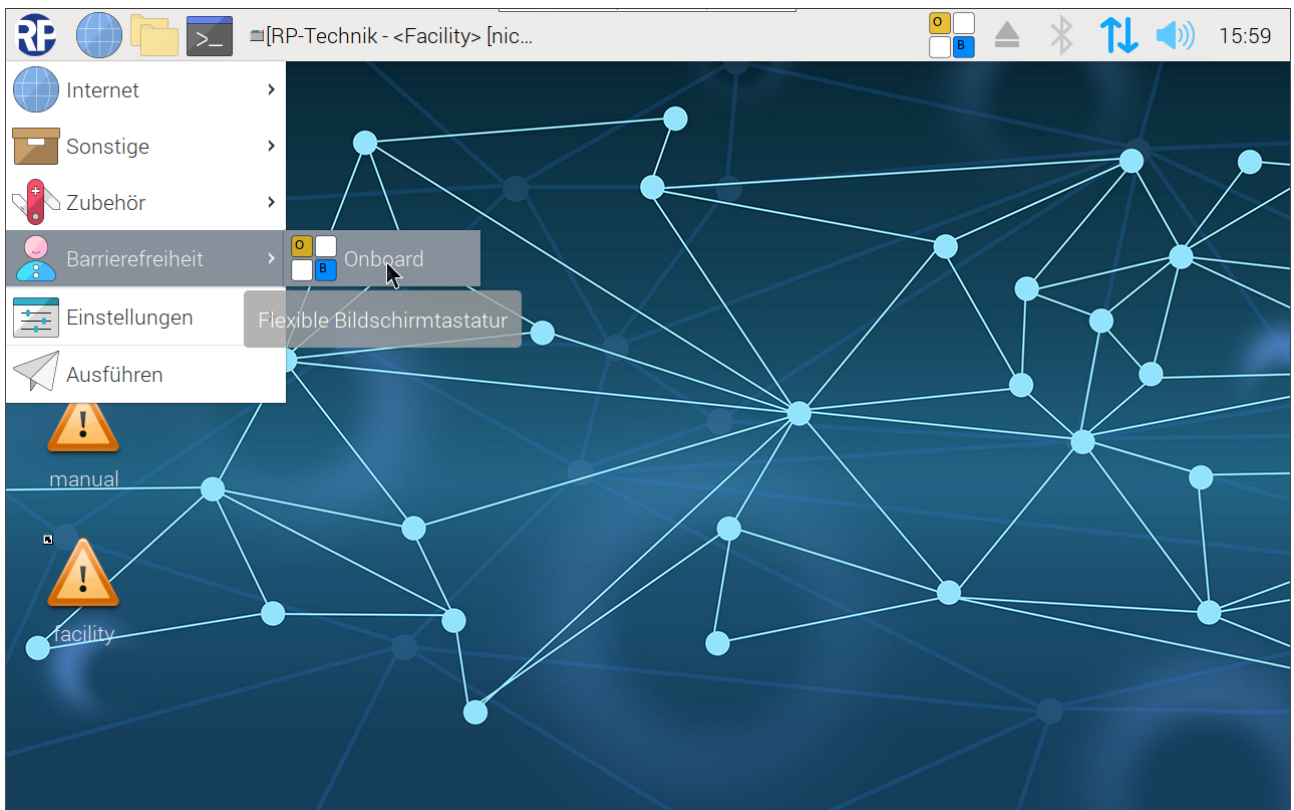 RP
>_
[RP-Technik - <Facility> [nic...
O
B
15:59
Internet
Sonstige
Zubehör
Barrierefreiheit
O
B
Onboard
Einstellungen
Flexible Bildschirmtastatur
Ausführen
manual
facility